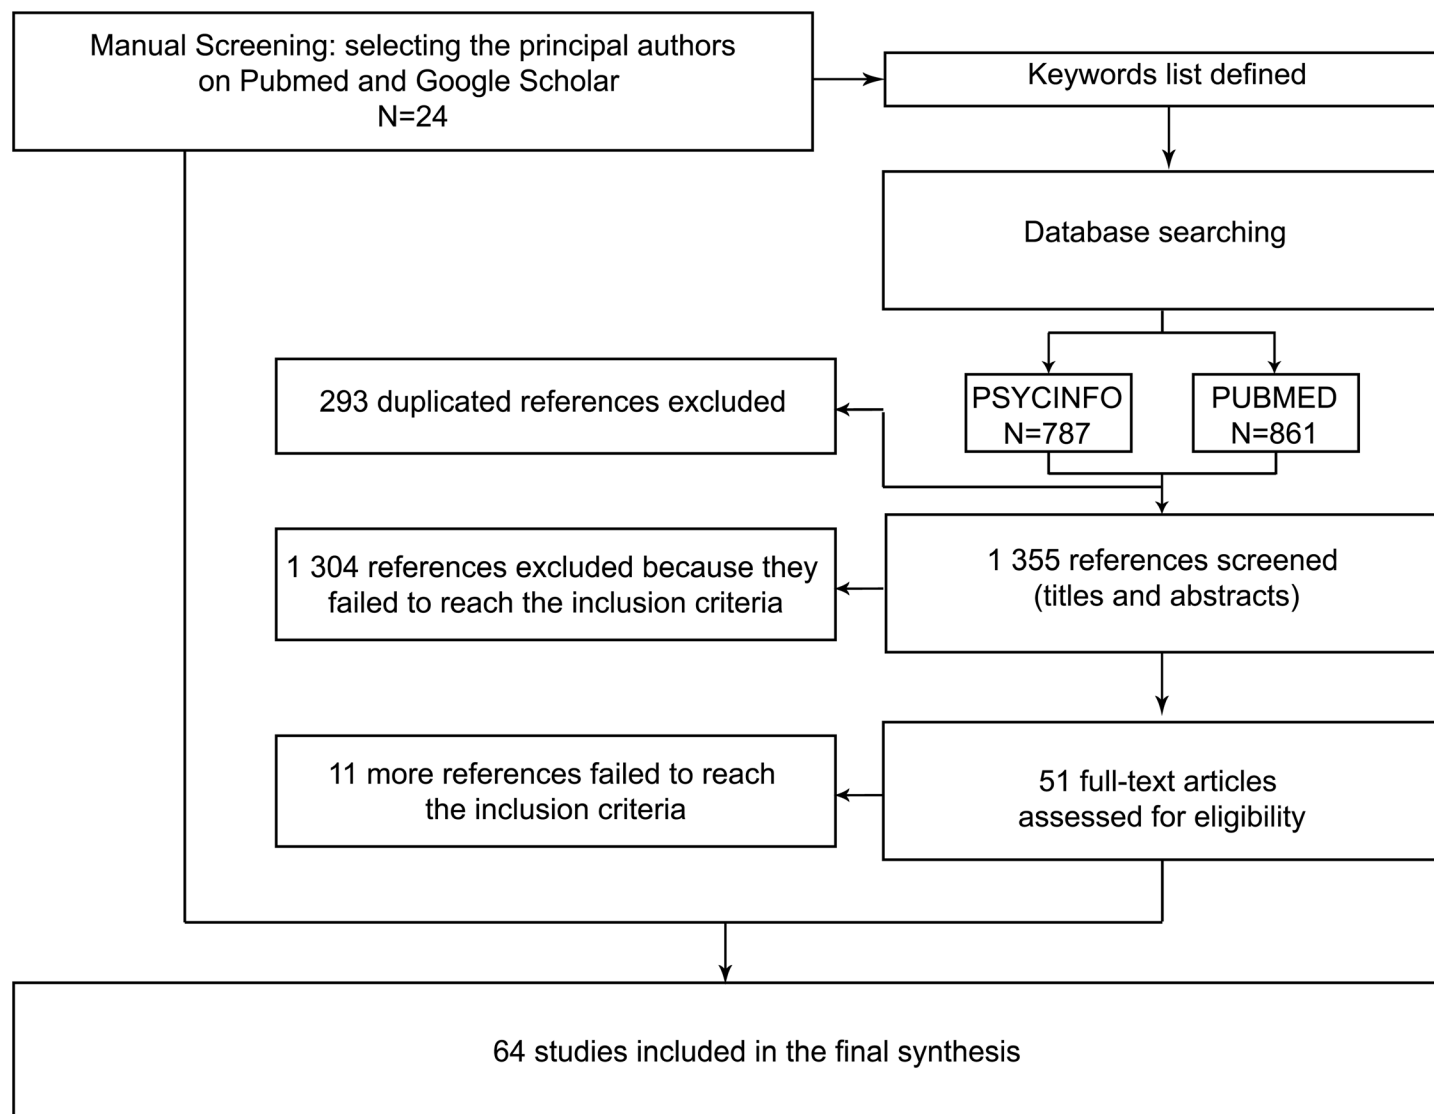 Manual Screening: selecting the principal authors
on Pubmed and Google Scholar
N=24
Keywords list defined
Database searching
PSYCINFO
N=787
PUBMED
N=861
293 duplicated references excluded
1 355 references screened
(titles and abstracts)
1 304 references excluded because they
failed to reach the inclusion criteria
51 full-text articles
assessed for eligibility
11 more references failed to reach
the inclusion criteria
64 studies included in the final synthesis